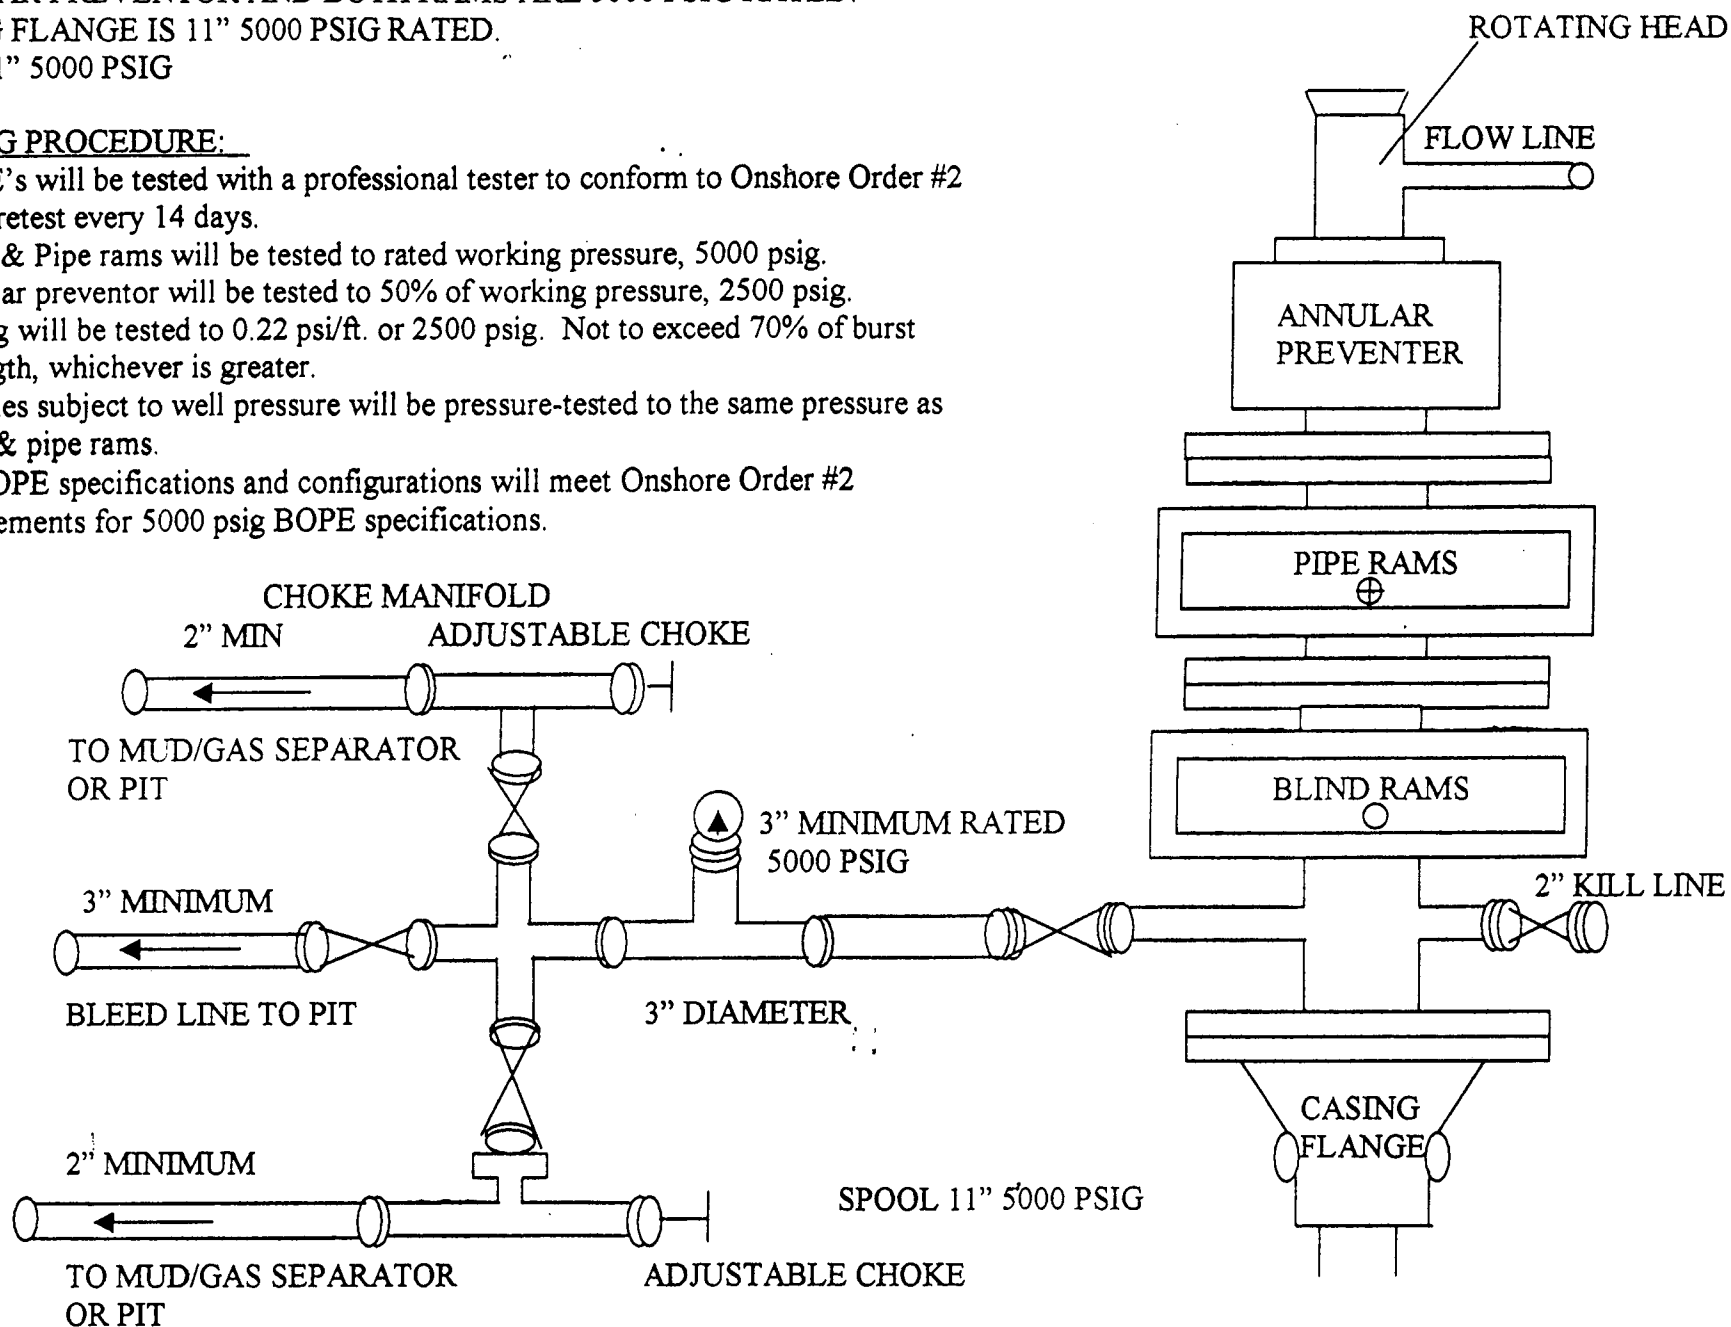 FLANGE IS 11” 5000 PSIG RATED.
5000 PSIG
PROCEDURE:
will be tested with a professional tester to conform to Onshore Order #2
retest every 14 days.
& Pipe rams will be tested to rated working pressure, 5000 psig.
ar preventor will be tested to 50% of working pressure, 2500 psig.
g will be tested to 0.22 psi/ft. or 2500 psig. Not to exceed 70% of burst
gth, whichever is greater.
es subject to well pressure will be pressure-tested to the same pressure as
& pipe rams.
OPE specifications and configurations will meet Onshore Order #2
ements for 5000 psig BOPE specifications.
ROTATING HEAD
FLOW LINE
ANNULAR
PREVENTER
PIPE RAMS
BLIND RAMS
2” KILL LINE
CHOKE MANIFOLD
2” MIN
ADJUSTABLE CHOKE
TO MUD/GAS SEPARATOR
OR PIT
3” MINIMUM RATED
5000 PSIG
3” MINIMUM
BLEED LINE TO PIT
3” DIAMETER
CASING
FLANGE
2” MINIMUM
SPOOL 11” 5000 PSIG
TO MUD/GAS SEPARATOR
OR PIT
ADJUSTABLE CHOKE